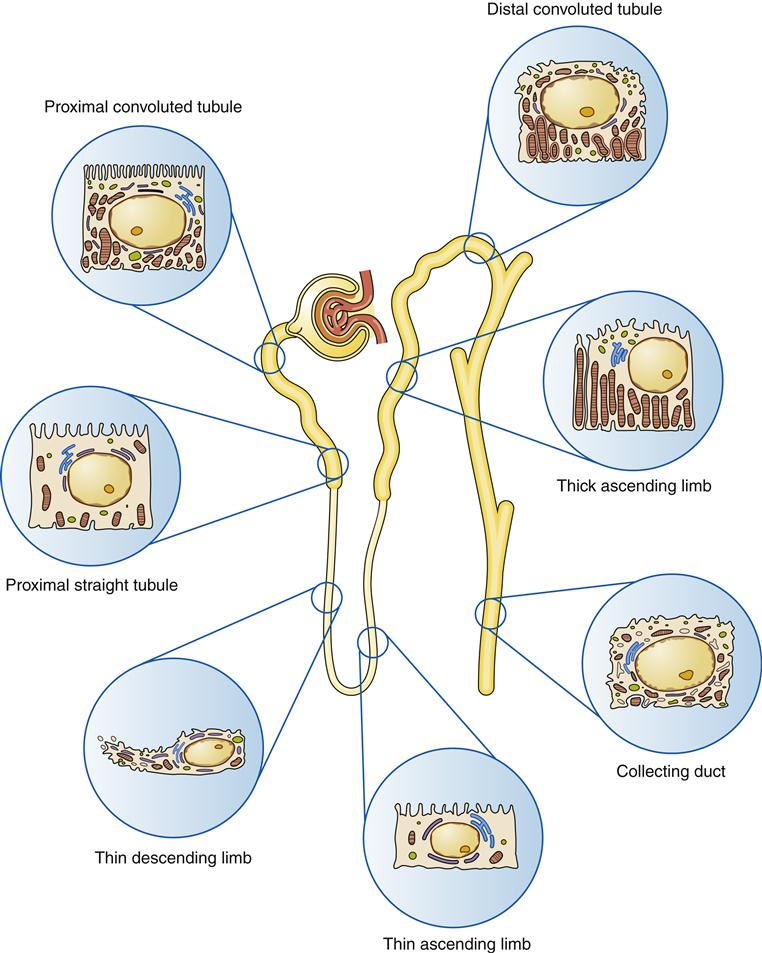 Distal convoluted tubule
Proximal convoluted tubule
Thick ascending limb
Proximal straight tubule
Collecting duct
Thin descending limb
Thin ascending limb